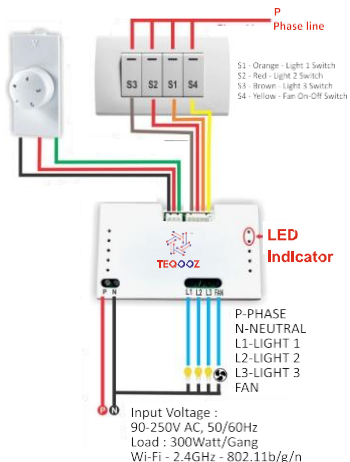 P
Phase line
S1 - Orange - Light 1 Switch
S2 - Red - Light 2 Switch
S3 - Brown - Light 3 Switch
S4 - Yellow - Fan On-Off Switch
S3 S2 S1 S4
LED
Indicator
TEQOOZ
P N
L1 L2 L3 FAN
P-PHASE
N-NEUTRAL
L1-LIGHT 1
L2-LIGHT 2
L3-LIGHT 3
FAN
P N
Input Voltage :
90-250V AC, 50/60Hz
Load : 300Watt/Gang
Wi-Fi - 2.4GHz - 802.11b/g/n